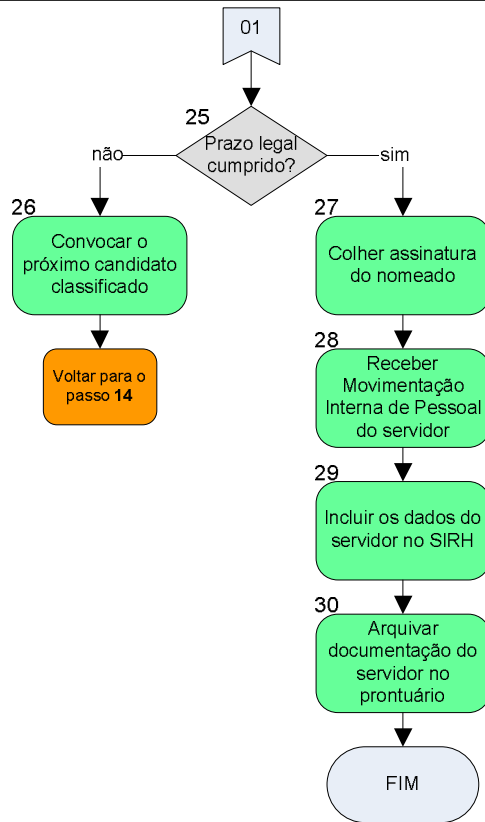 01
25
Prazo legal
cumprido?
não
sim
26
Convocar o
próximo candidato
classificado
Voltar para o
passo 14
27
Colher assinatura
do nomeado
28
Receber
Movimentação
Interna de Pessoal
do servidor
29
Incluir os dados do
servidor no SIRH
30
Arquivar
documentação do
servidor no
prontuário
FIM